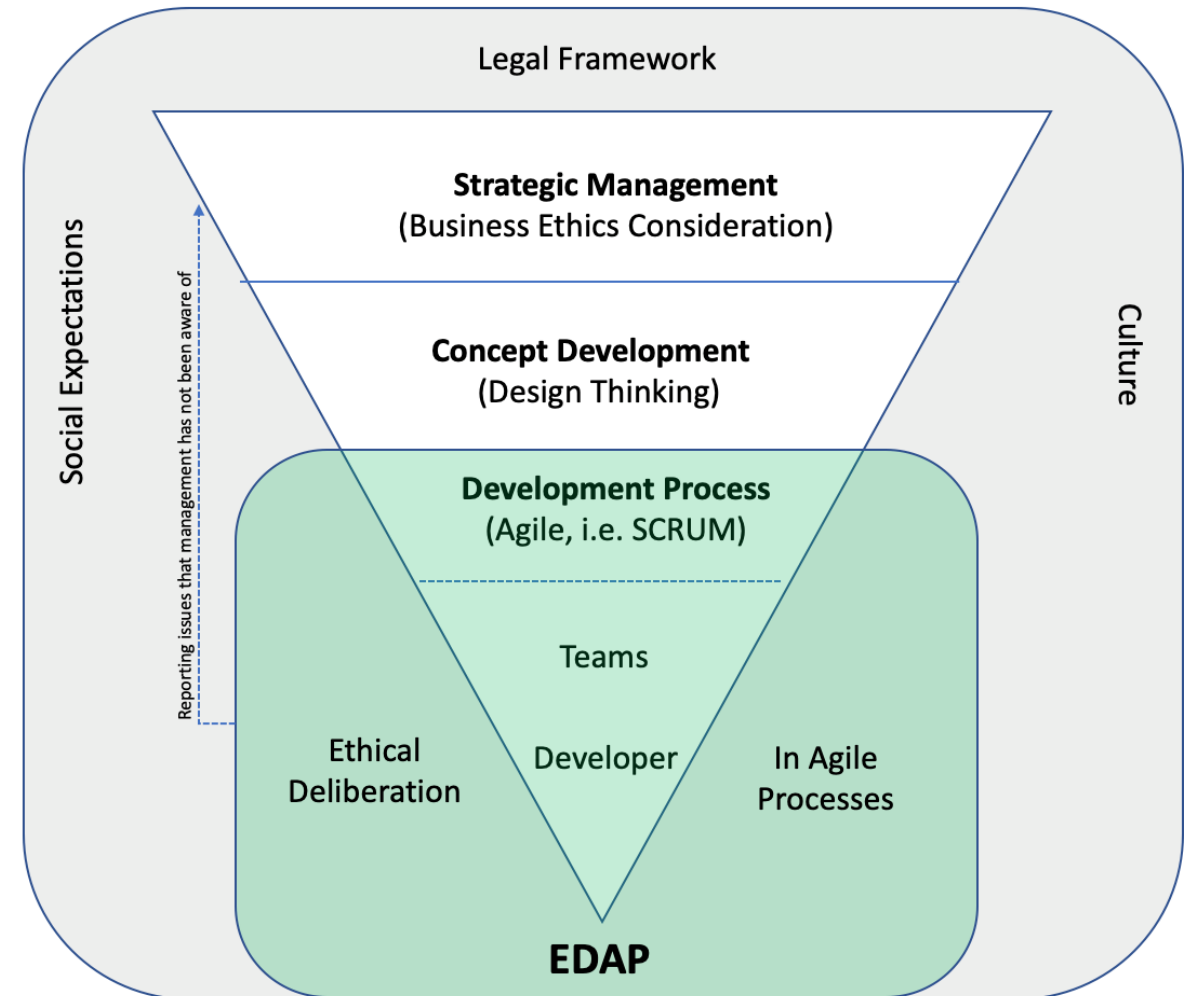 Legal Framework
Strategic Management
(Business Ethics Consideration)
Social Expectations
Reporting issues that management has not been aware of
Culture
Concept Development
(Design Thinking)
Development Process
(Agile, i.e. SCRUM)
Teams
Ethical
Deliberation
Developer
In Agile
Processes
EDAP